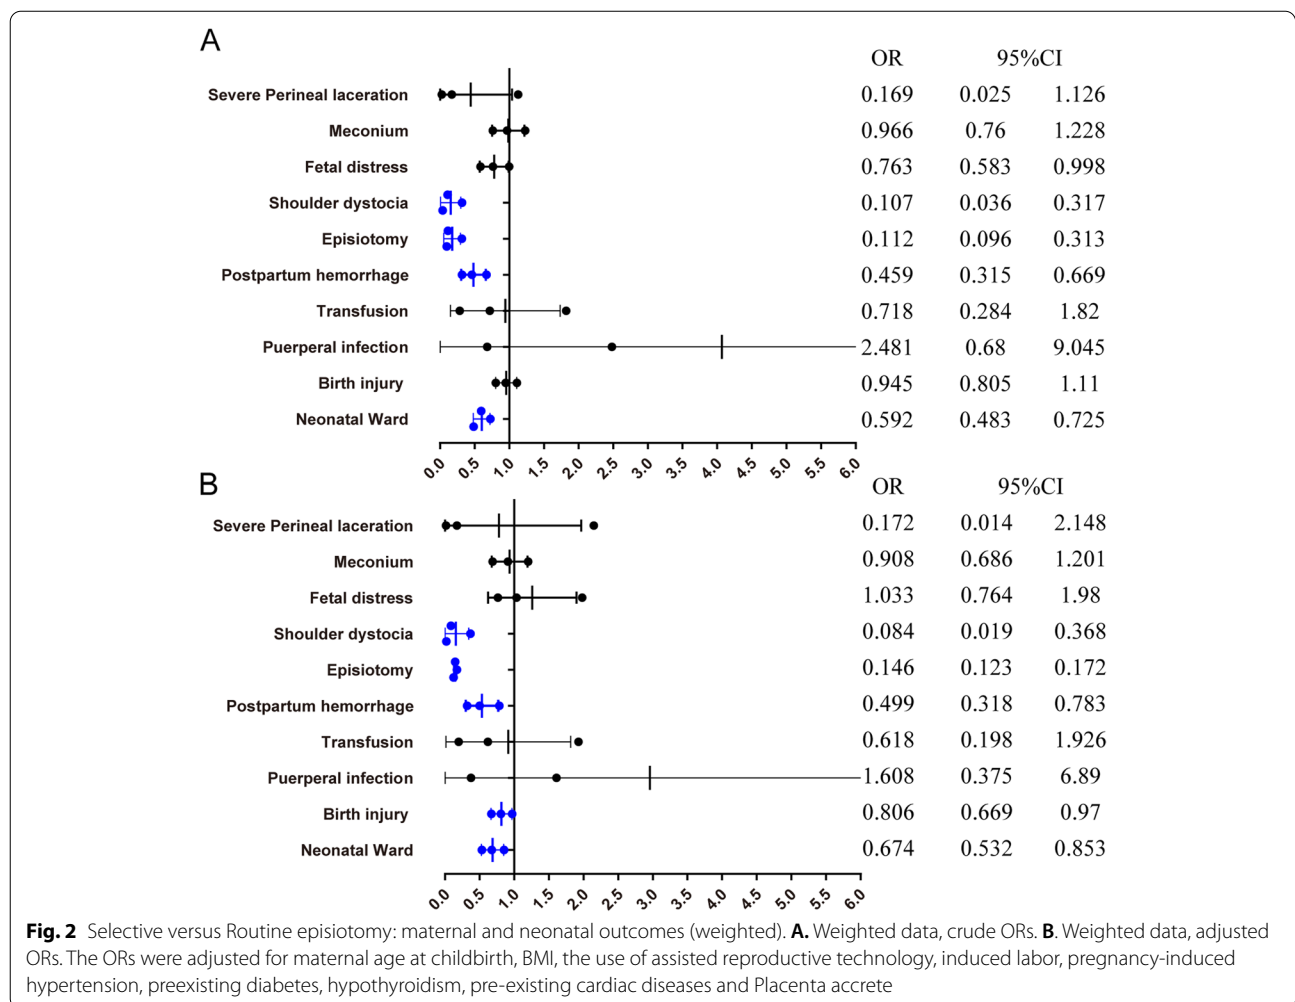 A
OR 95%CI
Severe Perineal laceration 0.169 0.025 1.126
Meconium 0.966 0.76 1.228
Fetal distress 0.763 0.583 0.998
Shoulder dystocia 0.107 0.036 0.317
Episiotomy 0.112 0.096 0.313
Postpartum hemorrhage 0.459 0.315 0.669
Transfusion 0.718 0.284 1.82
Puerperal infection 2.481 0.68 9.045
Birth injury 0.945 0.805 1.11
Neonatal Ward 0.592 0.483 0.725
0.0 0.5 1.0 1.5 2.0 2.5 3.0 3.5 4.0 4.5 5.0 5.5 6.0
B
OR 95%CI
Severe Perineal laceration 0.172 0.014 2.148
Meconium 0.908 0.686 1.201
Fetal distress 1.033 0.764 1.98
Shoulder dystocia 0.084 0.019 0.368
Episiotomy 0.146 0.123 0.172
Postpartum hemorrhage 0.499 0.318 0.783
Transfusion 0.618 0.198 1.926
Puerperal infection 1.608 0.375 6.89
Birth injury 0.806 0.669 0.97
Neonatal Ward 0.674 0.532 0.853
0.0 0.5 1.0 1.5 2.0 2.5 3.0 3.5 4.0 4.5 5.0 5.5 6.0
Fig. 2 Selective versus Routine episiotomy: maternal and neonatal outcomes (weighted). A. Weighted data, crude ORs. B. Weighted data, adjusted
ORs. The ORs were adjusted for maternal age at childbirth, BMI, the use of assisted reproductive technology, induced labor, pregnancy-induced
hypertension, preexisting diabetes, hypothyroidism, pre-existing cardiac diseases and Placenta accrete